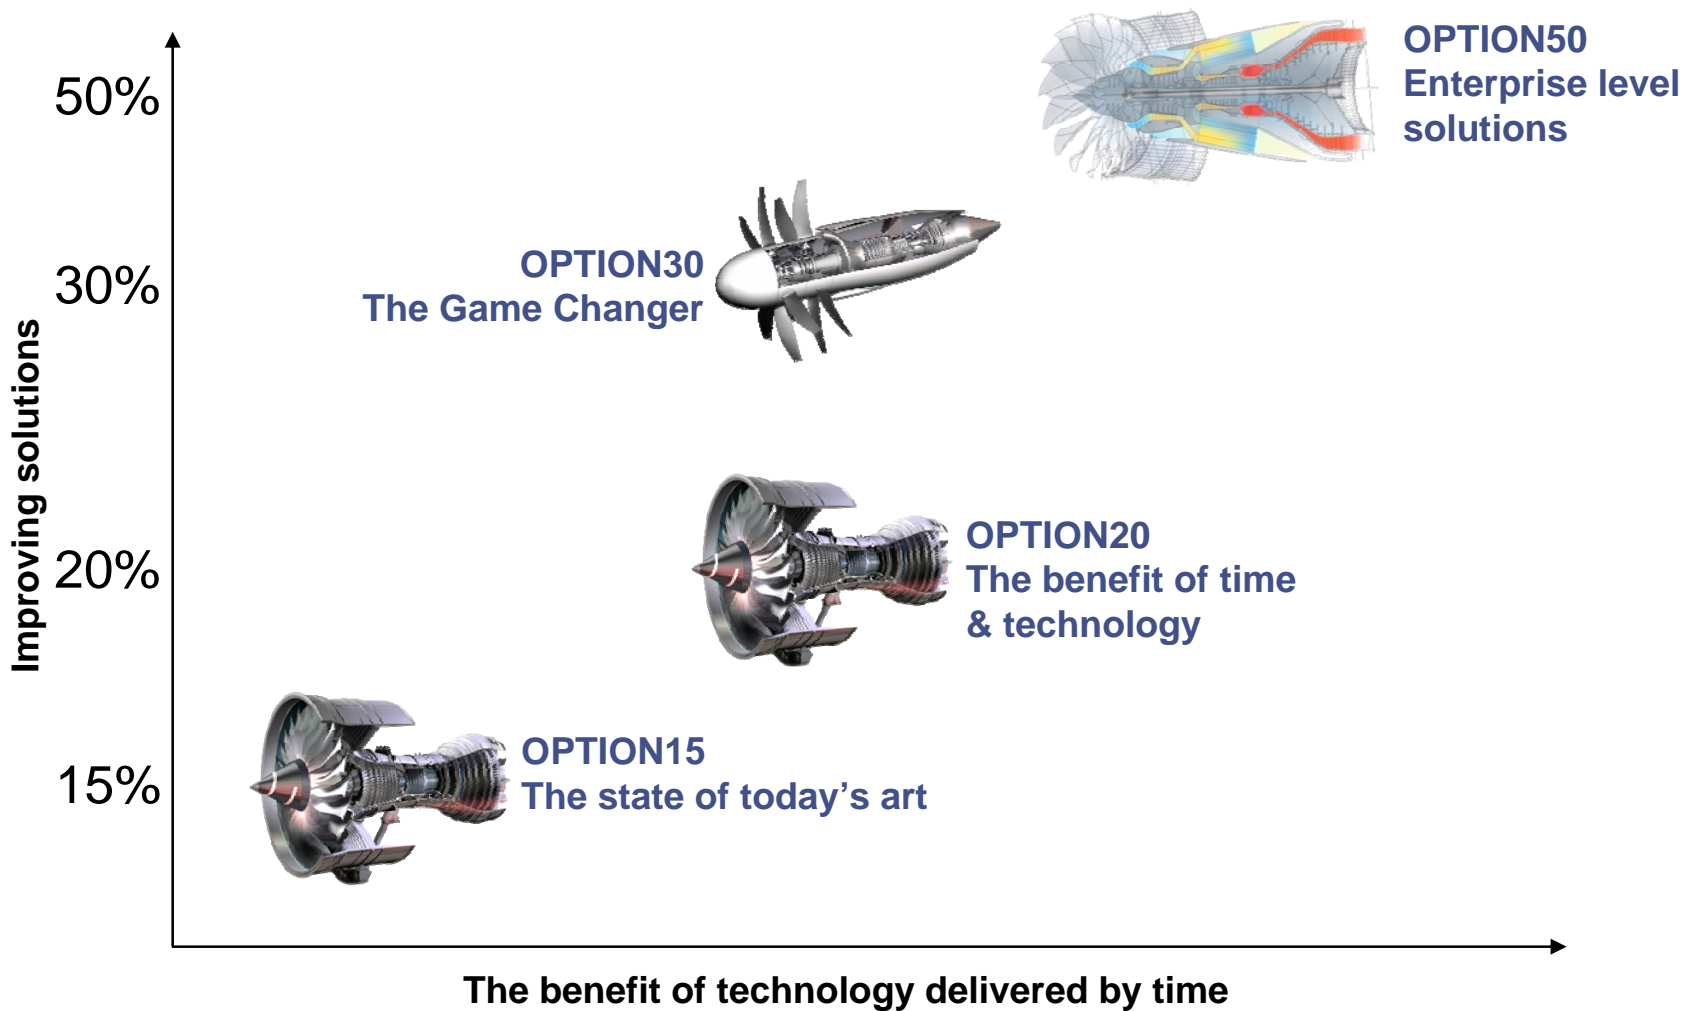 50%
OPTION50
Enterprise level
solutions
30%
OPTION30
The Game Changer
Improving solutions
20%
OPTION20
The benefit of time
& technology
15%
OPTION15
The state of today’s art
The benefit of technology delivered by time